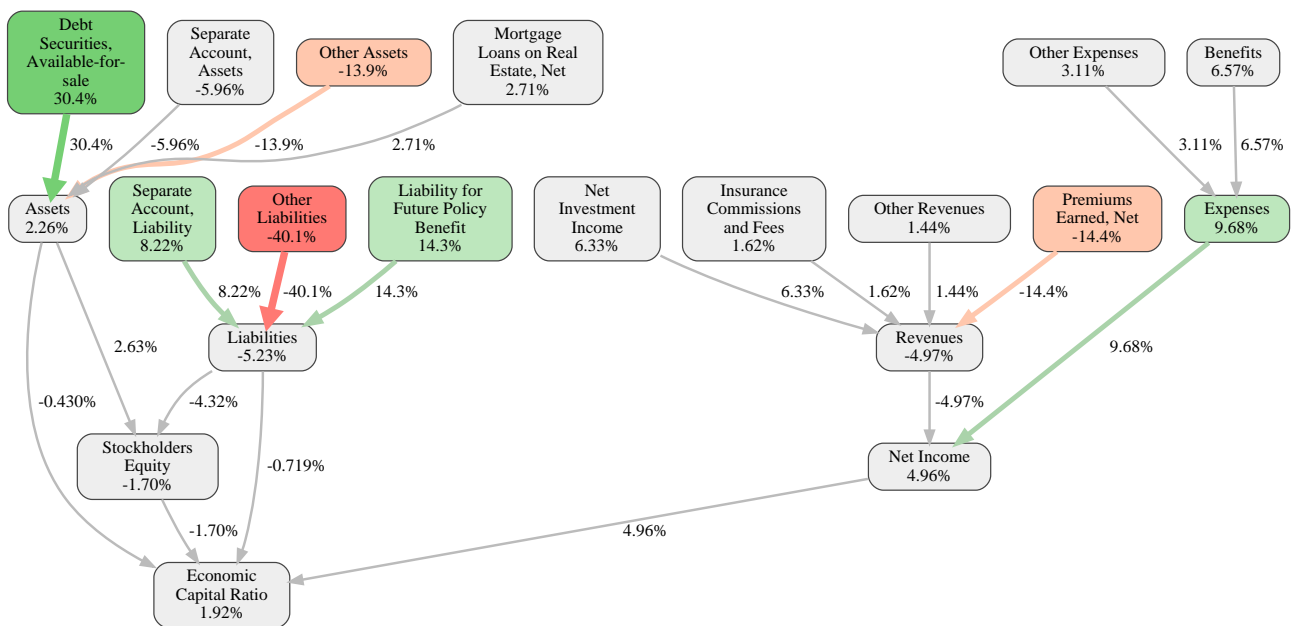 Debt
Securities,
Available-for-
sale
30.4%
Separate
Account,
Assets
-5.96%
Other Assets
-13.9%
Mortgage
Loans on Real
Estate, Net
2.71%
Other Expenses
3.11%
Benefits
6.57%
30.4%
-5.96%
-13.9%
2.71%
3.11%
6.57%
Assets
2.26%
Separate
Account,
Liability
8.22%
Other
Liabilities
-40.1%
Liability for
Future Policy
Benefit
14.3%
Net
Investment
Income
6.33%
Insurance
Commissions
and Fees
1.62%
Other Revenues
1.44%
Premiums
Earned, Net
-14.4%
Expenses
9.68%
8.22%
-40.1%
14.3%
6.33%
1.62%
1.44%
-14.4%
2.63%
Liabilities
-5.23%
Revenues
-4.97%
9.68%
-0.430%
-4.32%
-4.97%
Stockholders
Equity
-1.70%
-0.719%
Net Income
4.96%
-1.70%
4.96%
Economic
Capital Ratio
1.92%